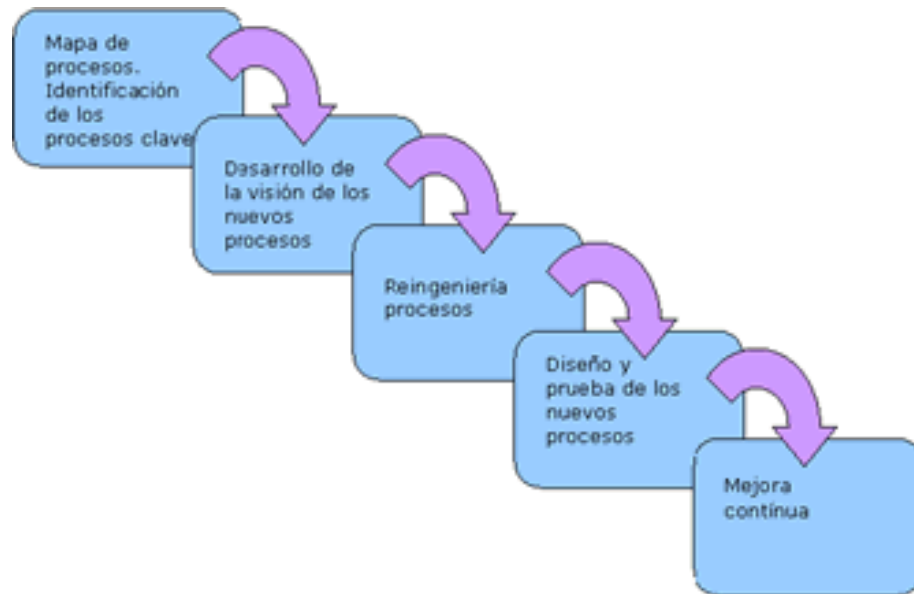 Mapa de
procesos.
Identificación
de los
procesos clave
Desarrollo de
la visión de los
nuevos
procesos
Reingeniería
procesos
Diseño y
prueba de los
nuevos
procesos
Mejora
contínua